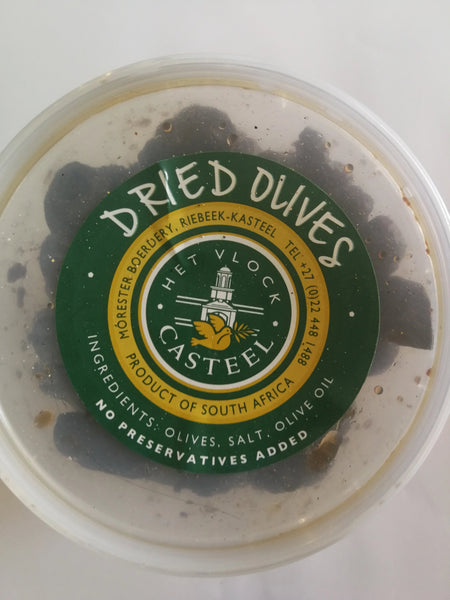 DRIED OLIVES
MÔRESTER BOERDERY, RIEBEEK-KASTEEL TEL +27 (0)22 448 1488
• HET VLOCK •
CASTEEL
PRODUCT OF SOUTH AFRICA
INGREDIENTS: OLIVES, SALT, OLIVE OIL
NO PRESERVATIVES ADDED